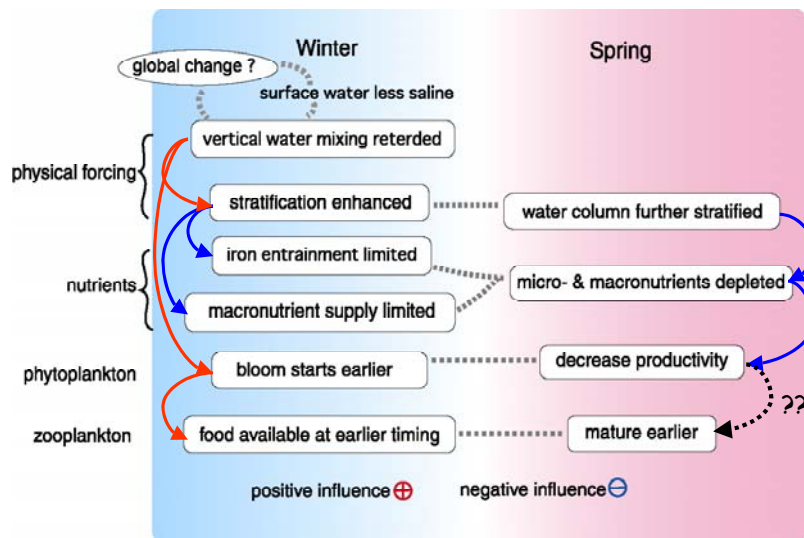 Winter
Spring
global change ?
surface water less saline
vertical water mixing reterded
physical forcing
stratification enhanced
water column further stratified
iron entrainment limited
nutrients
micro- & macronutrients depleted
macronutrient supply limited
phytoplankton
bloom starts earlier
decrease productivity
??
zooplankton
food available at earlier timing
mature earlier
positive influence ⊕
negative influence ⊖